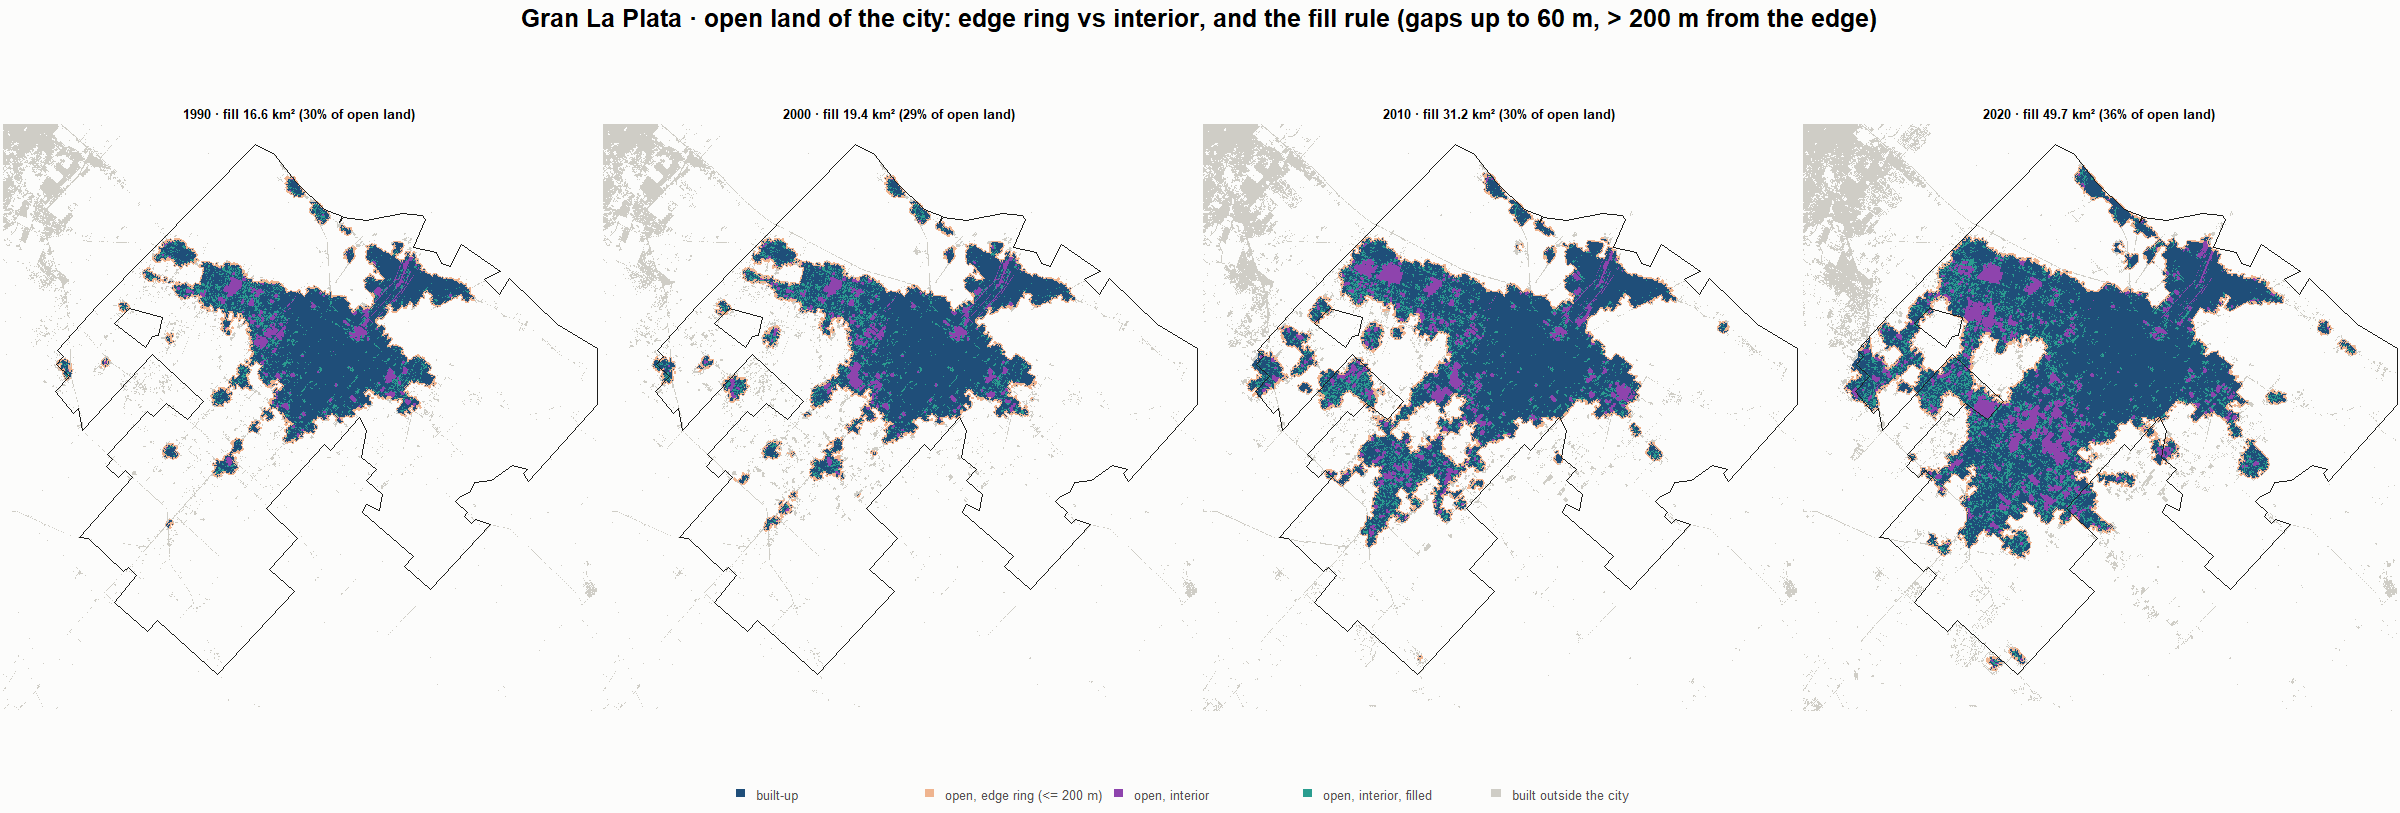 Gran La Plata · open land of the city: edge ring vs interior, and the fill rule (gaps up to 60 m, > 200 m from the edge)
1990 · fill 16.6 km² (30% of open land)
2000 · fill 19.4 km² (29% of open land)
2010 · fill 31.2 km² (30% of open land)
2020 · fill 49.7 km² (36% of open land)
built-up
open, edge ring (<= 200 m)
open, interior
open, interior, filled
built outside the city